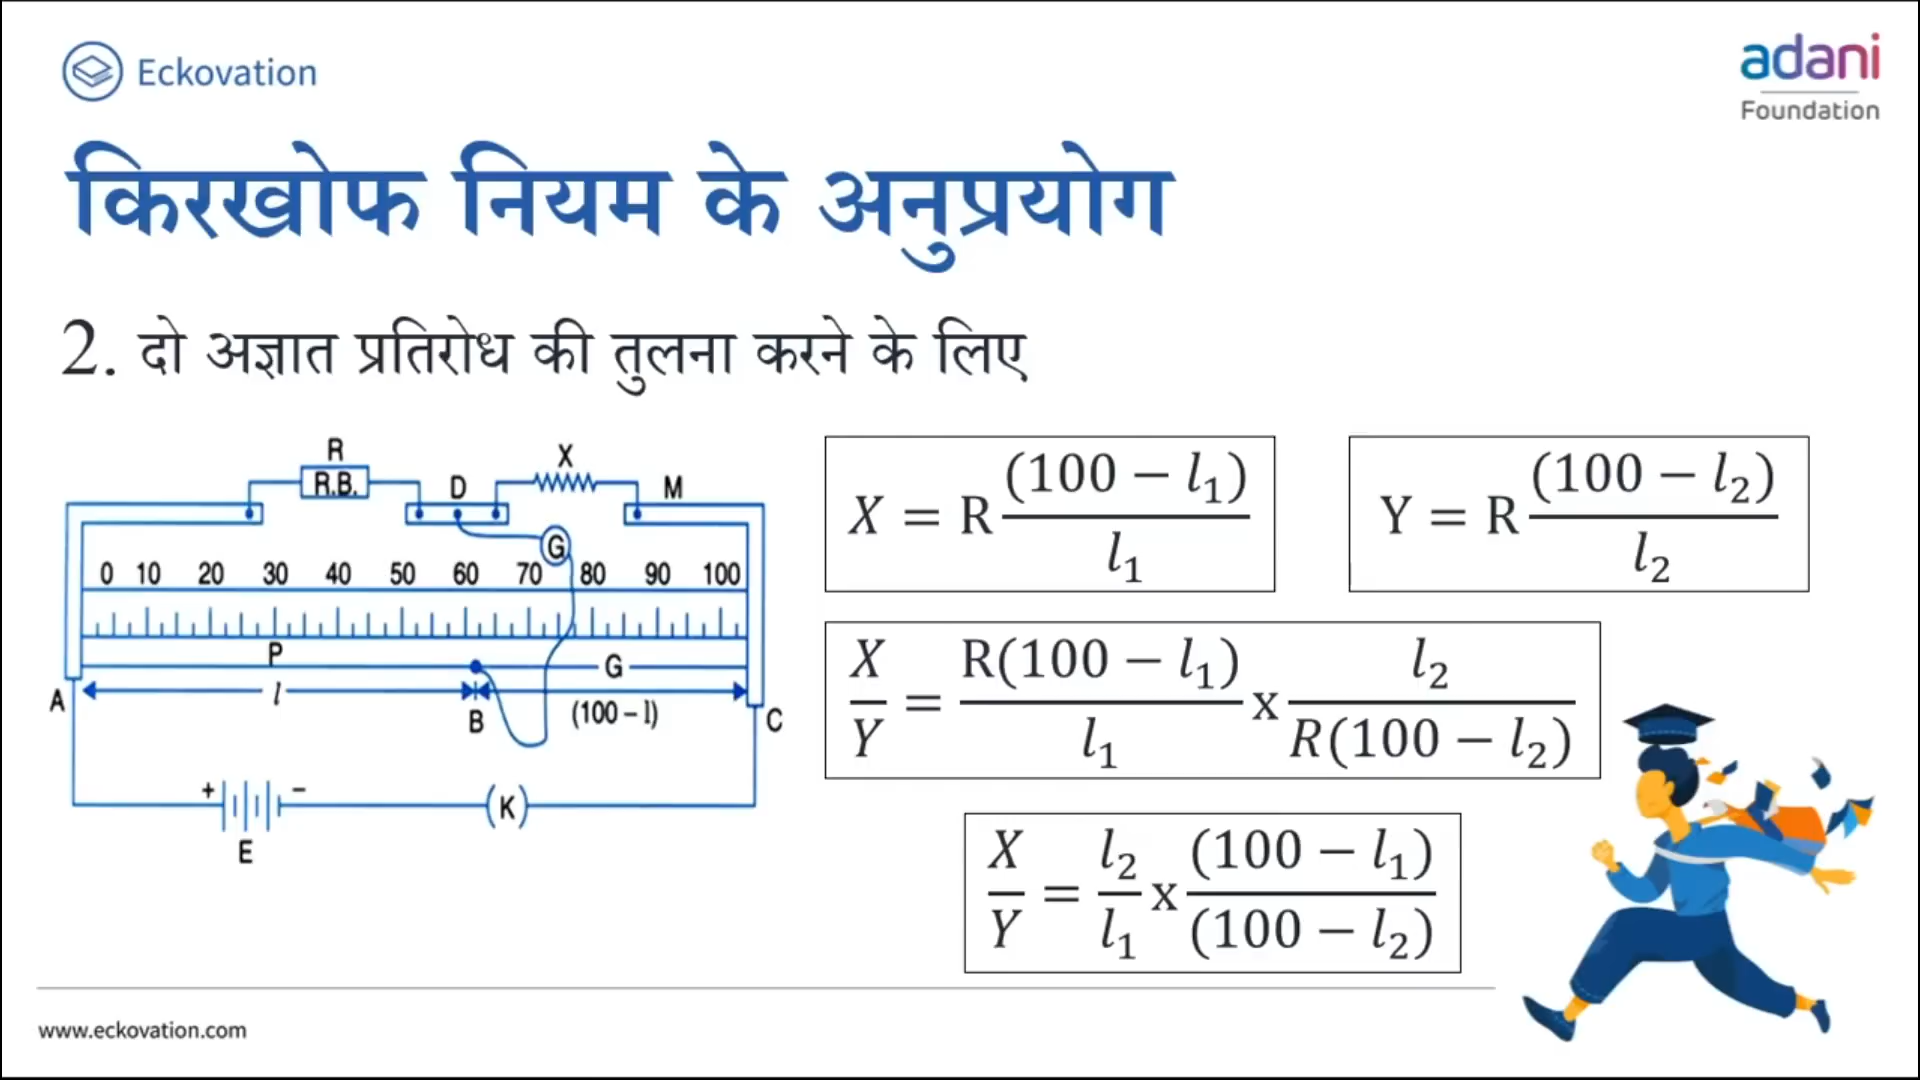 Eckovation
adani
Foundation
किरखोफ नियम के अनुप्रयोग
2. दो अज्ञात प्रतिरोध की तुलना करने के लिए
R
R.B.
X
D
M
G
0 10 20 30 40 50 60 70 80 90 100
P
G
A
l
B
(100 – l)
C
+ –
E
(K)
X = R (100 − l₁) / l₁
Y = R (100 − l₂) / l₂
X/Y = R(100 − l₁) / l₁ x l₂ / R(100 − l₂)
X/Y = l₂/l₁ x (100 − l₁) / (100 − l₂)
www.eckovation.com